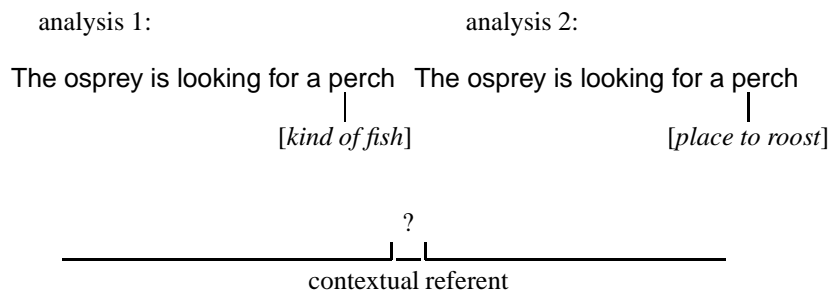 analysis 1: analysis 2:
The osprey is looking for a perch The osprey is looking for a perch
[kind of fish] [place to roost]
?
contextual referent